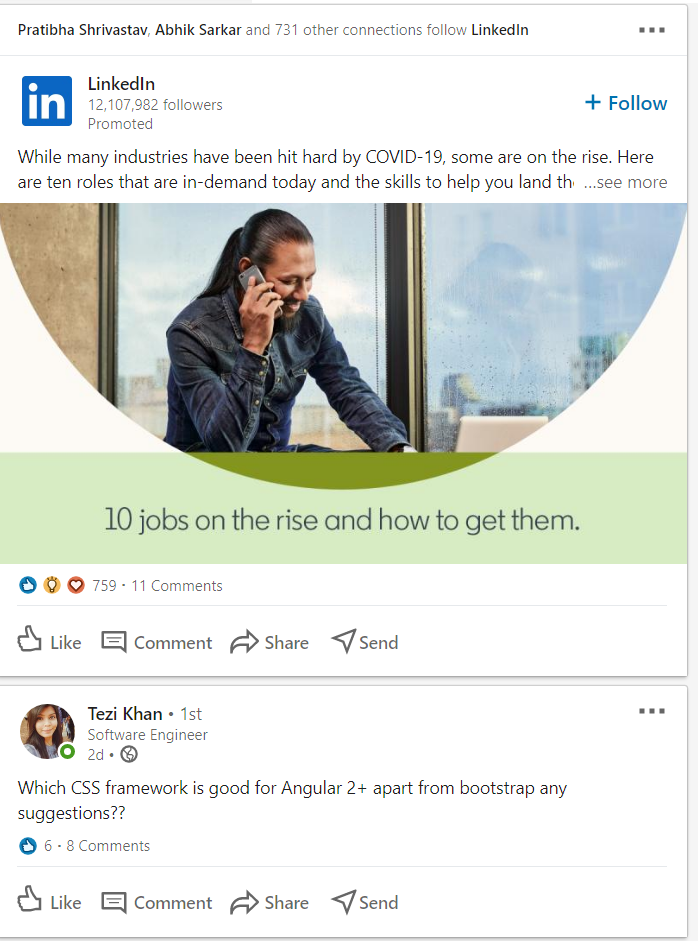 Pratibha Shrivastav, Abhik Sarkar and 731 other connections follow LinkedIn
in
LinkedIn
12,107,982 followers
Promoted
+ Follow
While many industries have been hit hard by COVID-19, some are on the rise. Here
are ten roles that are in-demand today and the skills to help you land th ...see more
10 jobs on the rise and how to get them.
759 · 11 Comments
Like Comment Share Send
Tezi Khan • 1st
Software Engineer
2d •
Which CSS framework is good for Angular 2+ apart from bootstrap any
suggestions??
6 · 8 Comments
Like Comment Share Send